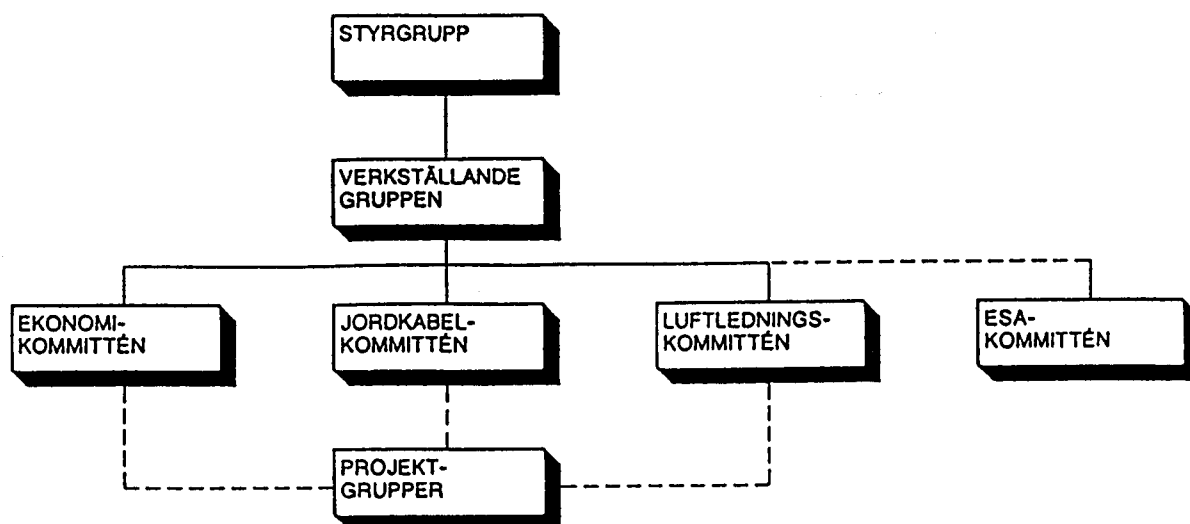 STYRGRUPP
VERKSTÄLLANDE
GRUPPEN
EKONOMI-
KOMMITTÉN
JORDKABEL-
KOMMITTÉN
LUFTLEDNINGS-
KOMMITTÉN
ESA-
KOMMITTÉN
PROJEKT-
GRUPPER